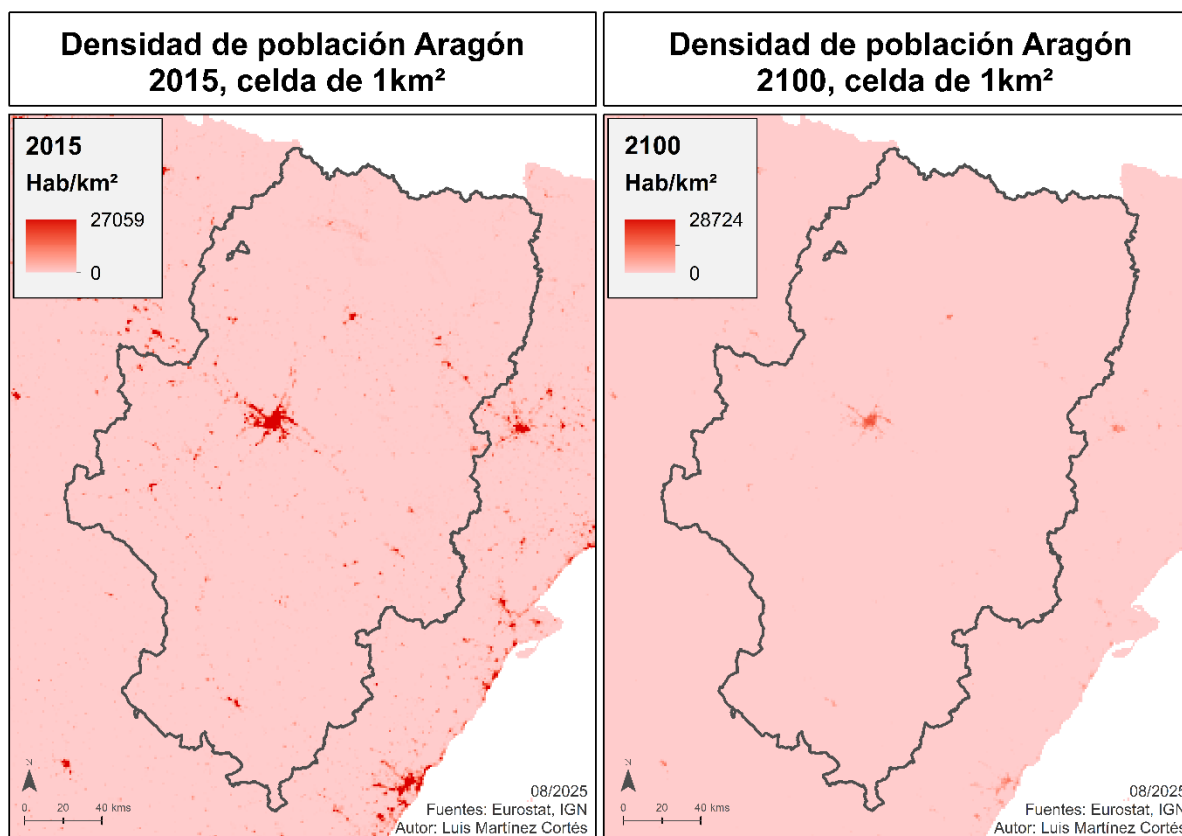 Densidad de población Aragón
2015, celda de 1km²
2015
Hab/km²
27059
0
N
0. 20 40 kms
08/2025
Fuentes: Eurostat, IGN
Autor: Luis Martínez Cortés
Densidad de población Aragón
2100, celda de 1km²
2100
Hab/km²
28724
0
N
0. 20 40 kms
08/2025
Fuentes: Eurostat, IGN
Autor: Luis Martínez Cortés